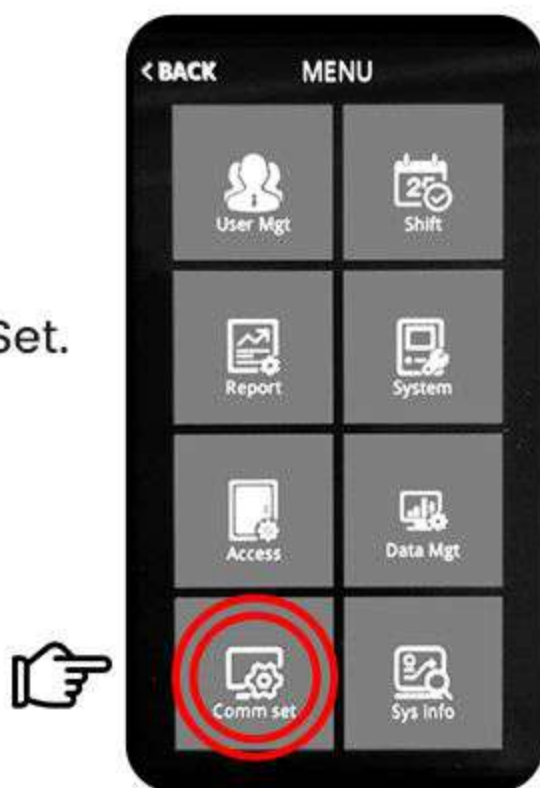 < BACK MENU
User Mgt
Shift
Set.
Report
System
Access
Data Mgt
Comm set
Sys Info